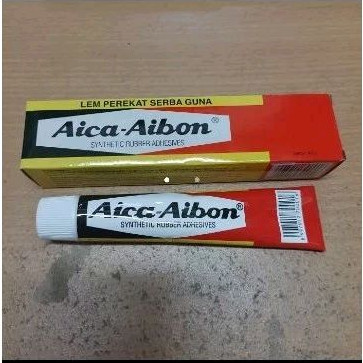 LEM PEREKAT SERBA GUNA
Aica-Aibon®
SYNTHETIC RUBBER ADHESIVES
Aica-Aibon®
SYNTHETIC RUBBER ADHESIVES